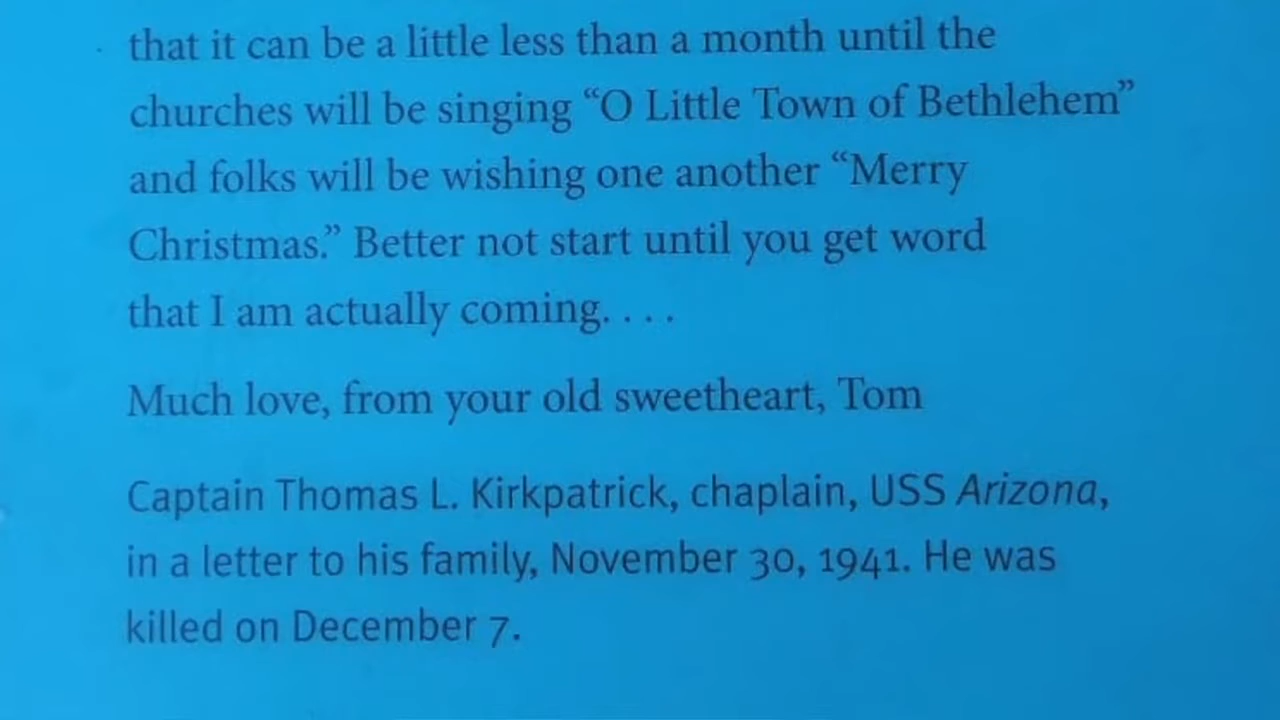 that it can be a little less than a month until the
churches will be singing “O Little Town of Bethlehem”
and folks will be wishing one another “Merry
Christmas.” Better not start until you get word
that I am actually coming. . . .
Much love, from your old sweetheart, Tom
Captain Thomas L. Kirkpatrick, chaplain, USS Arizona,
in a letter to his family, November 30, 1941. He was
killed on December 7.